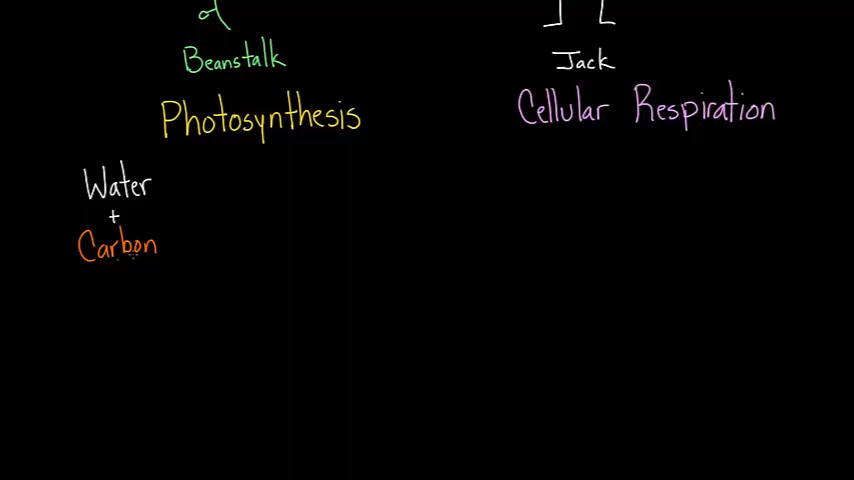 Beanstalk
Jack
Photosynthesis
Cellular Respiration
Water
+
Carbon